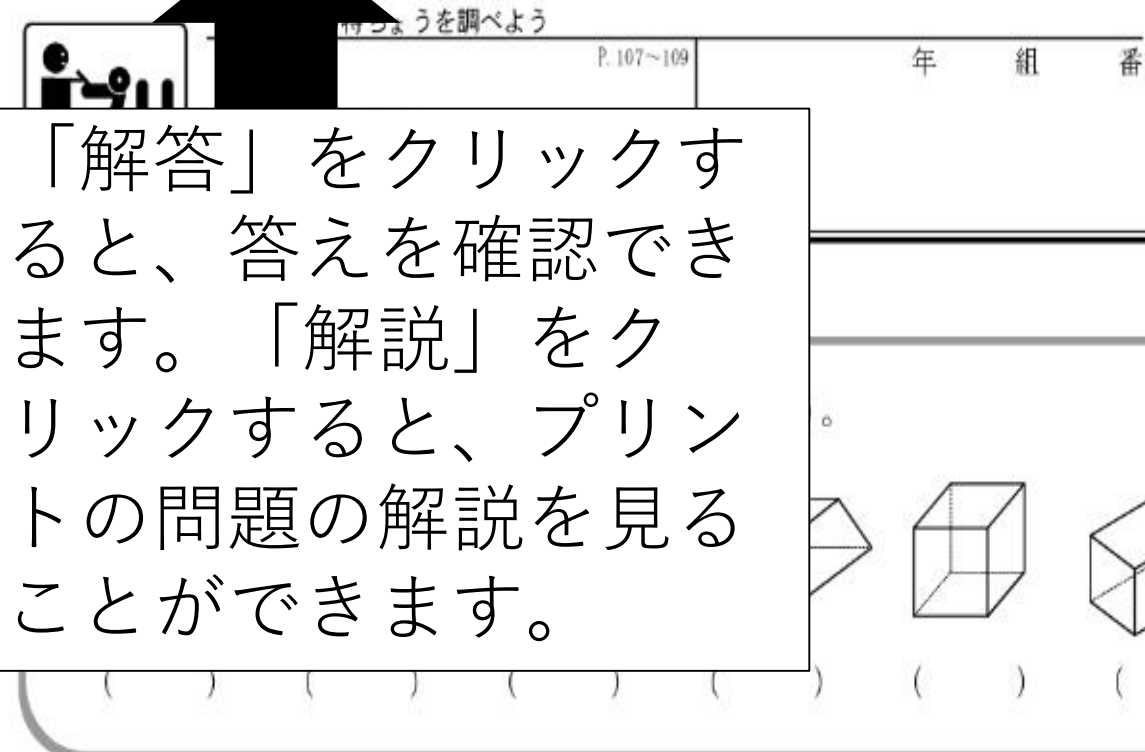 持ちょうを調べよう
P. 107～109
年 組 番
「解答」をクリックす
ると、答えを確認でき
ます。「解説」をク
リックすると、プリン
トの問題の解説を見る
ことができます。
。
( ) ( ) ( ) ( ) ( ) (